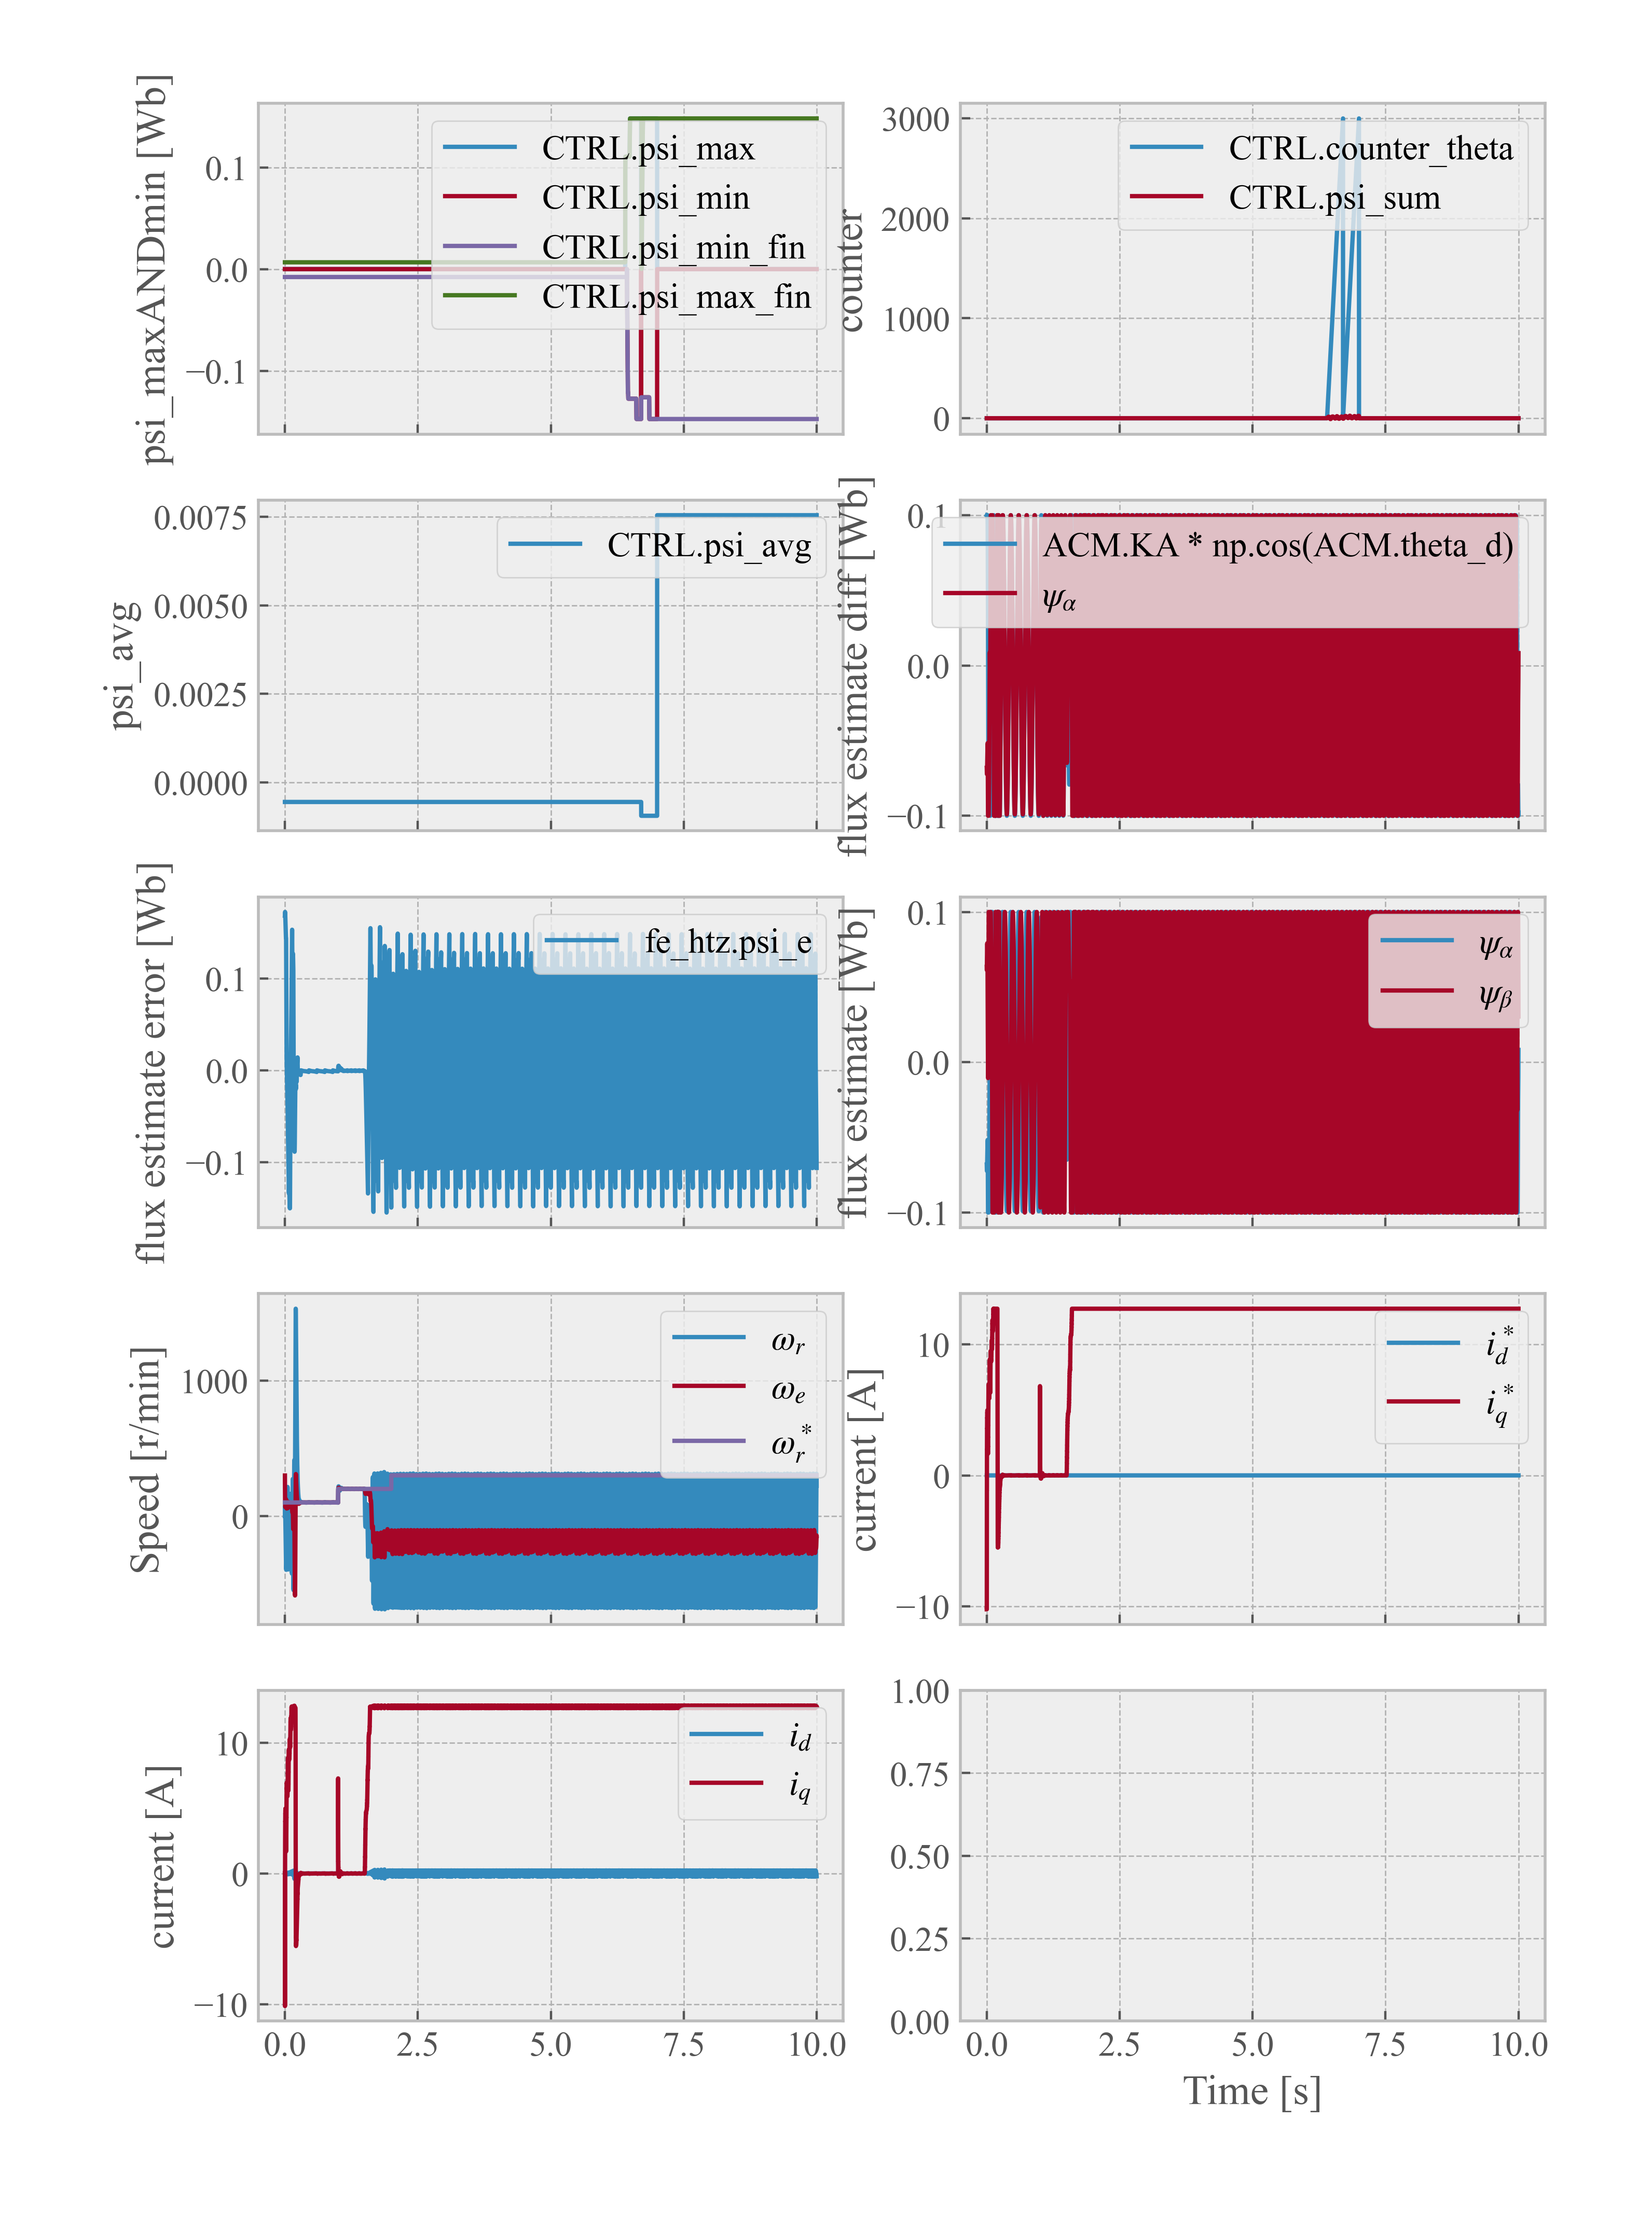 psi_maxANDmin [Wb]
0.1
0.0
−0.1
CTRL.psi_max
CTRL.psi_min
CTRL.psi_min_fin
CTRL.psi_max_fin
counter
3000
2000
1000
0
CTRL.counter_theta
CTRL.psi_sum
psi_avg
0.0075
0.0050
0.0025
0.0000
CTRL.psi_avg
flux estimate diff [Wb]
0.1
0.0
−0.1
ACM.KA * np.cos(ACM.theta_d)
ψα
flux estimate error [Wb]
0.1
0.0
−0.1
fe_htz.psi_e
flux estimate [Wb]
0.1
0.0
−0.1
ψα
ψβ
Speed [r/min]
1000
0
ωr
ωe
ωr*
current [A]
10
0
−10
id*
iq*
current [A]
10
0
−10
id
iq
0.0 2.5 5.0 7.5 10.0
1.00
0.75
0.50
0.25
0.00
0.0 2.5 5.0 7.5 10.0
Time [s]